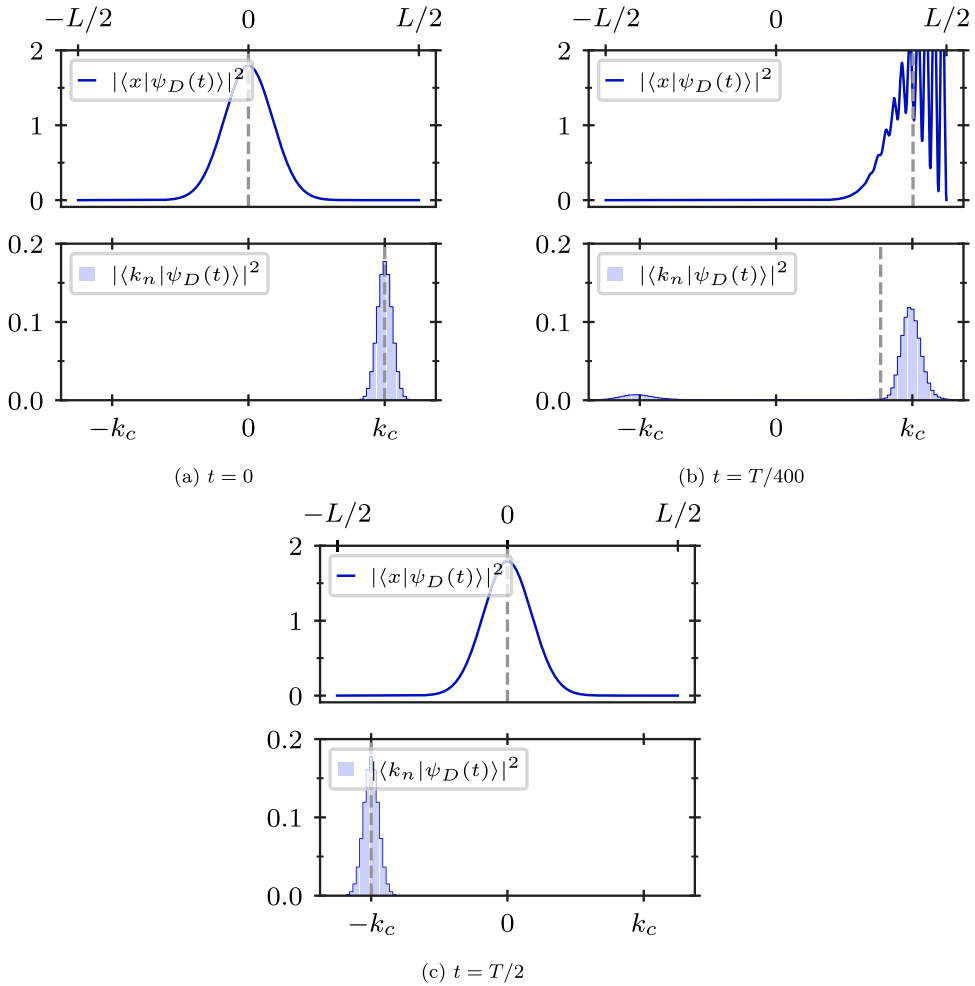 −L/2 0 L/2
2
1
0
|⟨x|ψ_D(t)⟩|²
0.2
0.1
0.0
|⟨k_n|ψ_D(t)⟩|²
−k_c 0 k_c
(a) t = 0
−L/2 0 L/2
2
1
0
|⟨x|ψ_D(t)⟩|²
0.2
0.1
0.0
|⟨k_n|ψ_D(t)⟩|²
−k_c 0 k_c
(b) t = T/400
−L/2 0 L/2
2
1
0
|⟨x|ψ_D(t)⟩|²
0.2
0.1
0.0
|⟨k_n|ψ_D(t)⟩|²
−k_c 0 k_c
(c) t = T/2